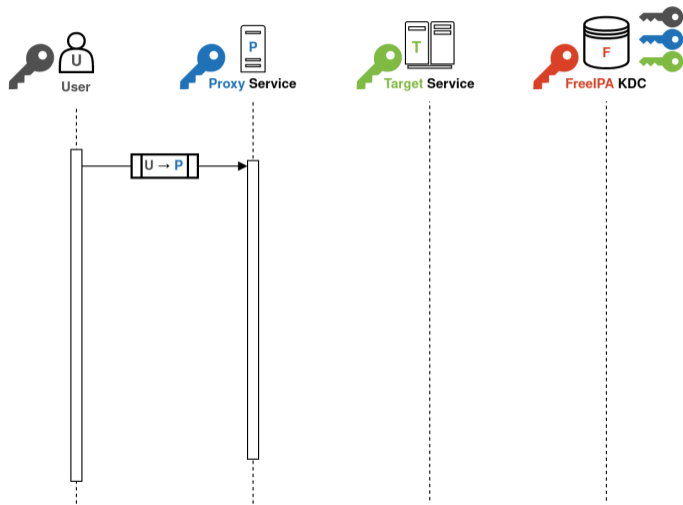 U
P
T
F
User
Proxy Service
Target Service
FreeIPA KDC
U → P